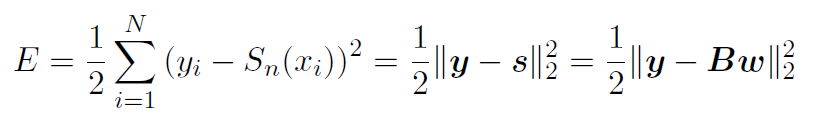 E = \frac{1}{2} \sum_{i=1}^{N} (y_i - S_n(x_i))^2 = \frac{1}{2} \|\boldsymbol{y} - \boldsymbol{s}\|_2^2 = \frac{1}{2} \|\boldsymbol{y} - \boldsymbol{B}\boldsymbol{w}\|_2^2